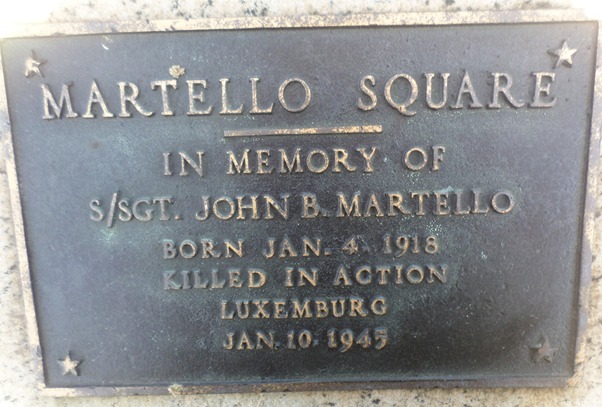 MARTELLO SQUARE
IN MEMORY OF
S/SGT. JOHN B. MARTELLO
BORN JAN. 4, 1918
KILLED IN ACTION
LUXEMBURG
JAN. 10 1945